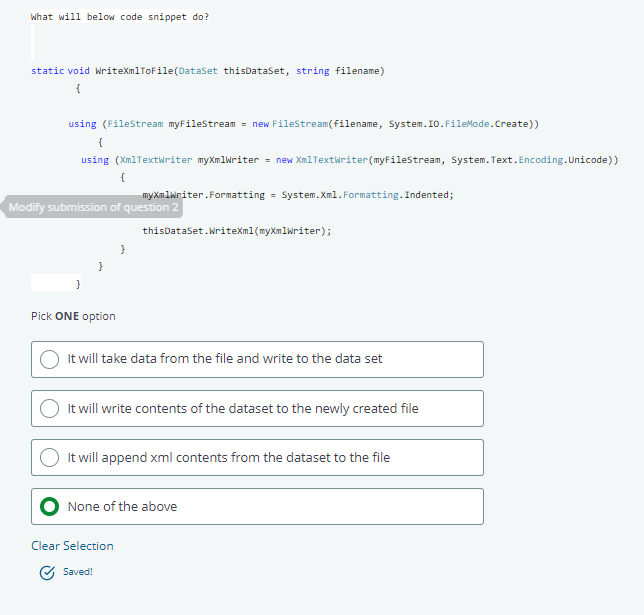 What will below code snippet do?
static void WriteXmlToFile(DataSet thisDataSet, string filename)
{
using (FileStream myFileStream = new FileStream(filename, System.IO.FileMode.Create))
{
using (XmlTextWriter myXmlWriter = new XmlTextWriter(myFileStream, System.Text.Encoding.Unicode))
{
myXmlWriter.Formatting = System.Xml.Formatting.Indented;
Modify submission of question 2
thisDataSet.WriteXml(myXmlWriter);
}
}
}
Pick ONE option
It will take data from the file and write to the data set
It will write contents of the dataset to the newly created file
It will append xml contents from the dataset to the file
None of the above
Clear Selection
Saved!